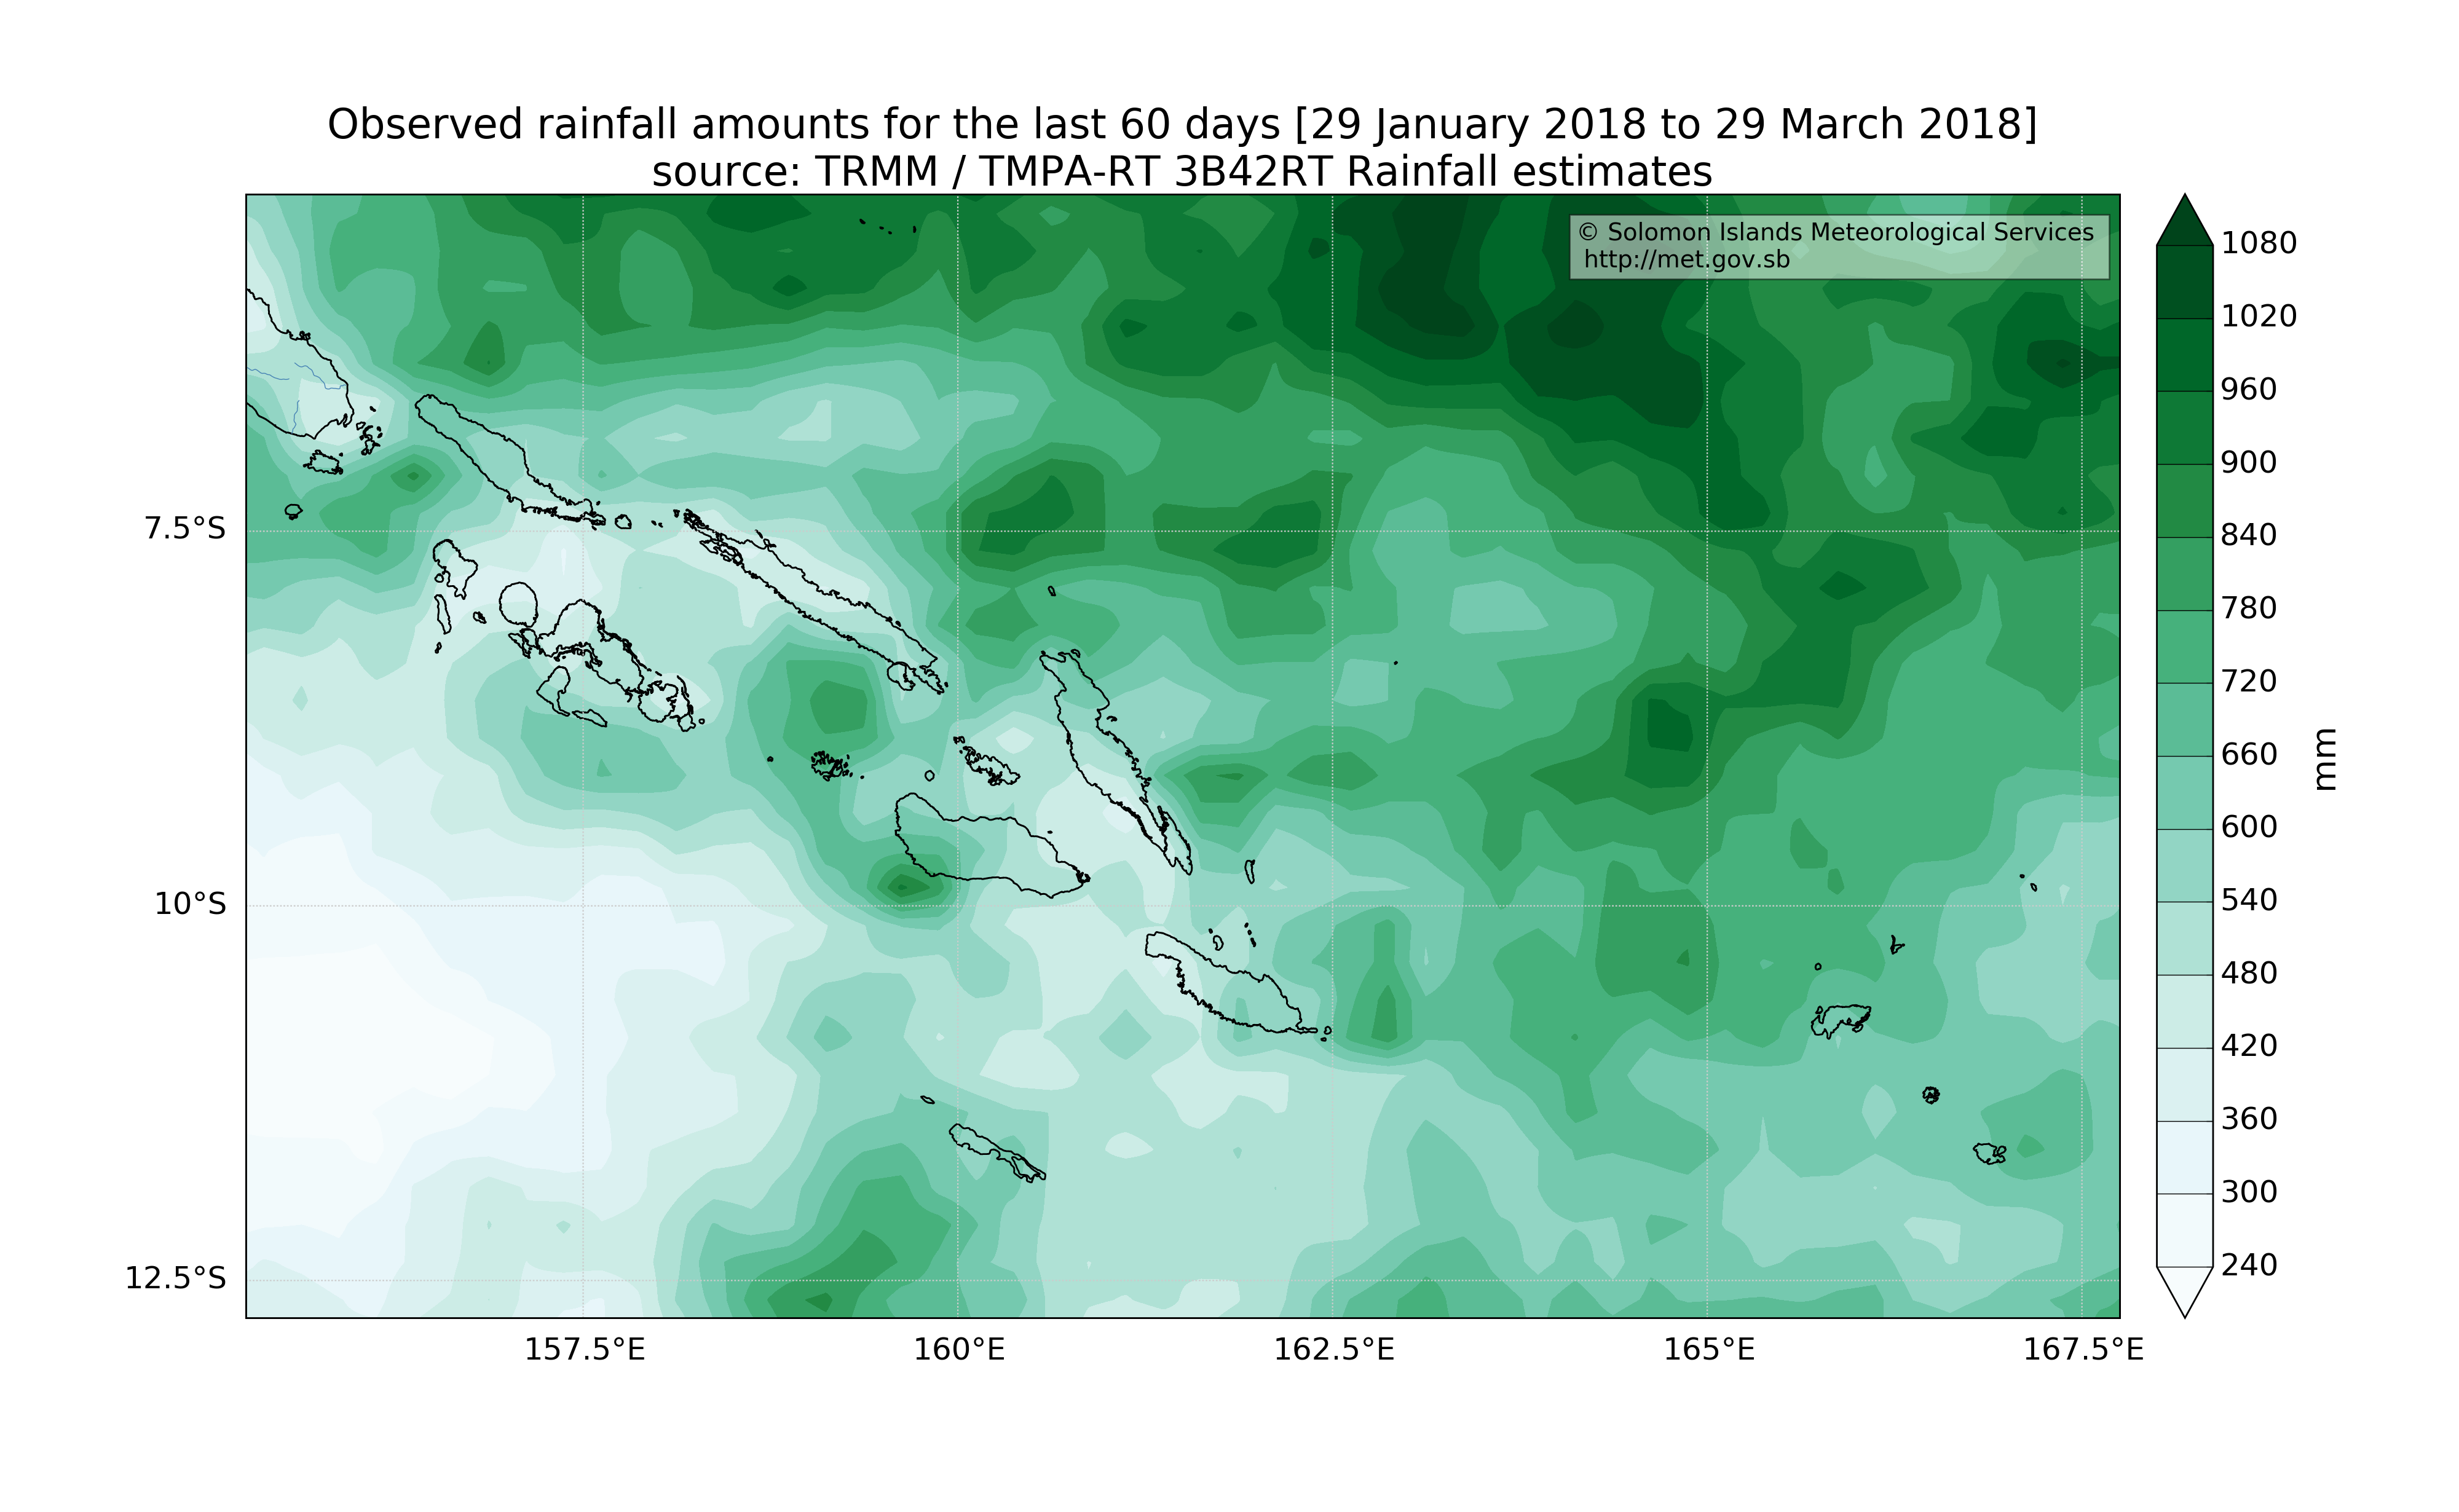 Observed rainfall amounts for the last 60 days [29 January 2018 to 29 March 2018]
source: TRMM / TMPA-RT 3B42RT Rainfall estimates
© Solomon Islands Meteorological Services
http://met.gov.sb
7.5°S
10°S
12.5°S
157.5°E
160°E
162.5°E
165°E
167.5°E
1080
1020
960
900
840
780
720
660
600
540
480
420
360
300
240
mm